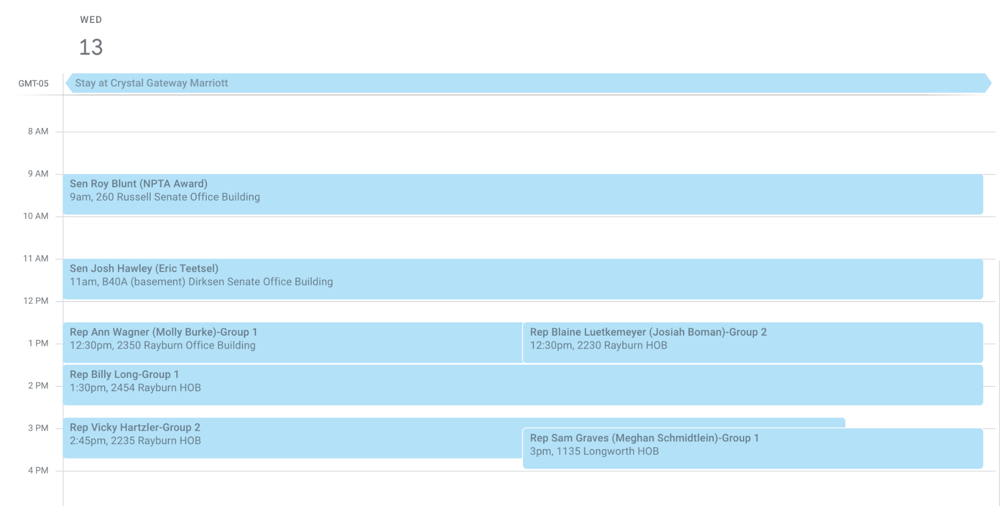 WED
13
GMT-05
Stay at Crystal Gateway Marriott
8 AM
9 AM
Sen Roy Blunt (NPTA Award)
9am, 260 Russell Senate Office Building
10 AM
11 AM
Sen Josh Hawley (Eric Teetsel)
11am, B40A (basement) Dirksen Senate Office Building
12 PM
Rep Ann Wagner (Molly Burke)-Group 1
12:30pm, 2350 Rayburn Office Building
Rep Blaine Luetkemeyer (Josiah Boman)-Group 2
12:30pm, 2230 Rayburn HOB
1 PM
Rep Billy Long-Group 1
1:30pm, 2454 Rayburn HOB
2 PM
Rep Vicky Hartzler-Group 2
2:45pm, 2235 Rayburn HOB
3 PM
Rep Sam Graves (Meghan Schmidtlein)-Group 1
3pm, 1135 Longworth HOB
4 PM